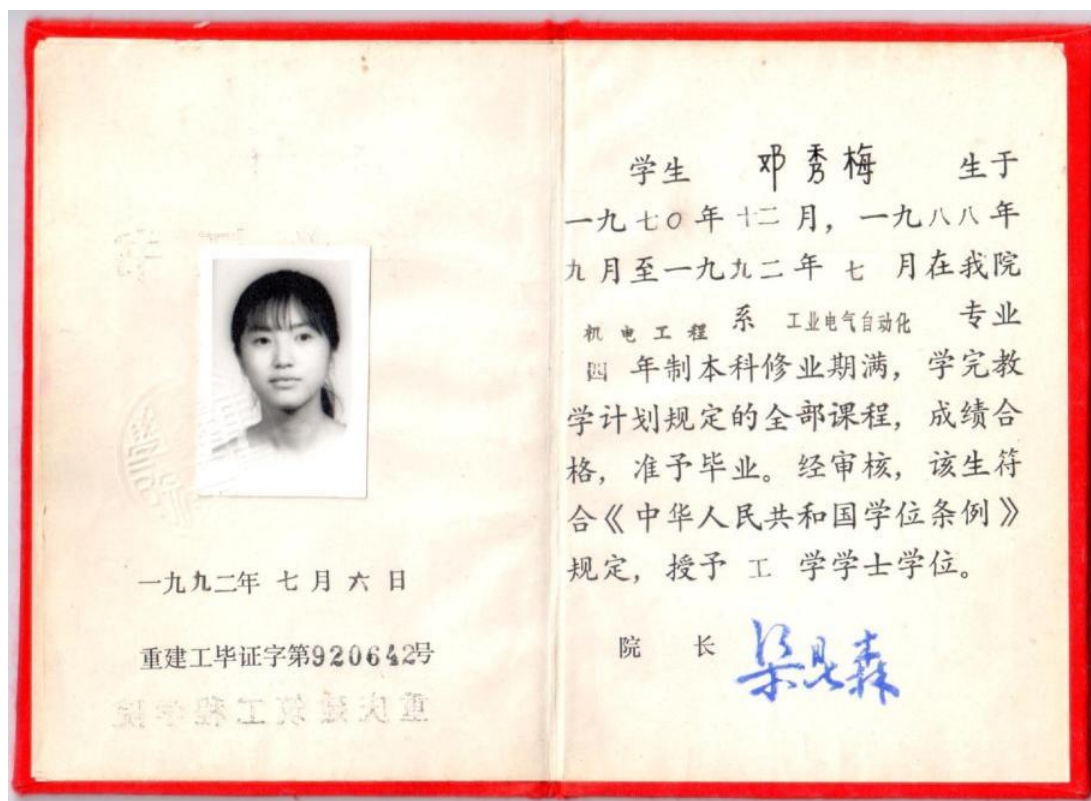 一九九二年 七 月 六 日
重建工毕证字第920642号
学生 邓秀梅 生于
一九七〇年十二月，一九八八年
九月至一九九二年 七 月在我院
机电工程 系 工业电气自动化 专业
四 年制本科修业期满，学完教
学计划规定的全部课程，成绩合
格，准予毕业。经审核，该生符
合《中华人民共和国学位条例》
规定，授予 工 学学士学位。
院 长